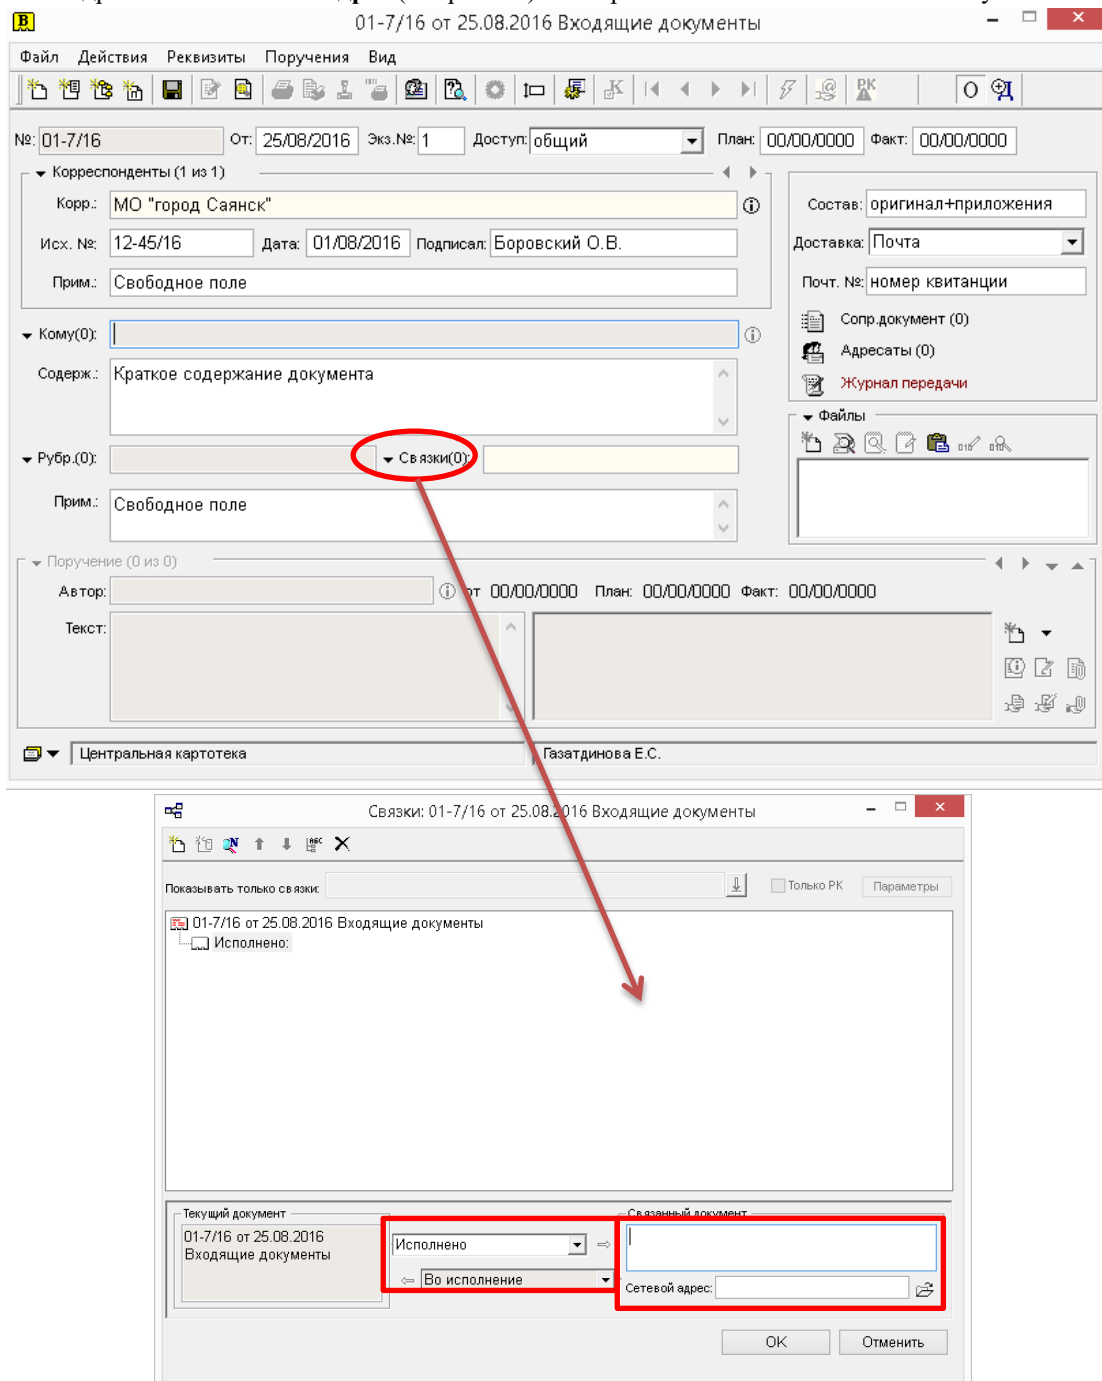 01-7/16 от 25.08.2016 Входящие документы
Файл Действия Реквизиты Поручения Вид
№: 01-7/16 От: 25/08/2016 Экз.№: 1 Доступ: общий План: 00/00/0000 Факт: 00/00/0000
Корреспонденты (1 из 1)
Корр.: МО "город Саянск" Состав: оригинал+приложения
Исх. №: 12-45/16 Дата: 01/08/2016 Подписал: Боровский О.В. Доставка: Почта
Прим.: Свободное поле Почт. №: номер квитанции
Сопр.документ (0)
Кому(0):
Адресаты (0)
Содерж.: Краткое содержание документа
Журнал передачи
Файлы
Рубр.(0): Связки(0):
Прим.: Свободное поле
Поручение (0 из 0)
Автор: от 00/00/0000 План: 00/00/0000 Факт: 00/00/0000
Текст:
Центральная картотека Газатдинова Е.С.
Связки: 01-7/16 от 25.08.2016 Входящие документы
Показывать только связки: Только РК Параметры
01-7/16 от 25.08.2016 Входящие документы
Исполнено:
Текущий документ Связанный документ
01-7/16 от 25.08.2016
Входящие документы
Исполнено
Во исполнение
Сетевой адрес:
OK Отменить